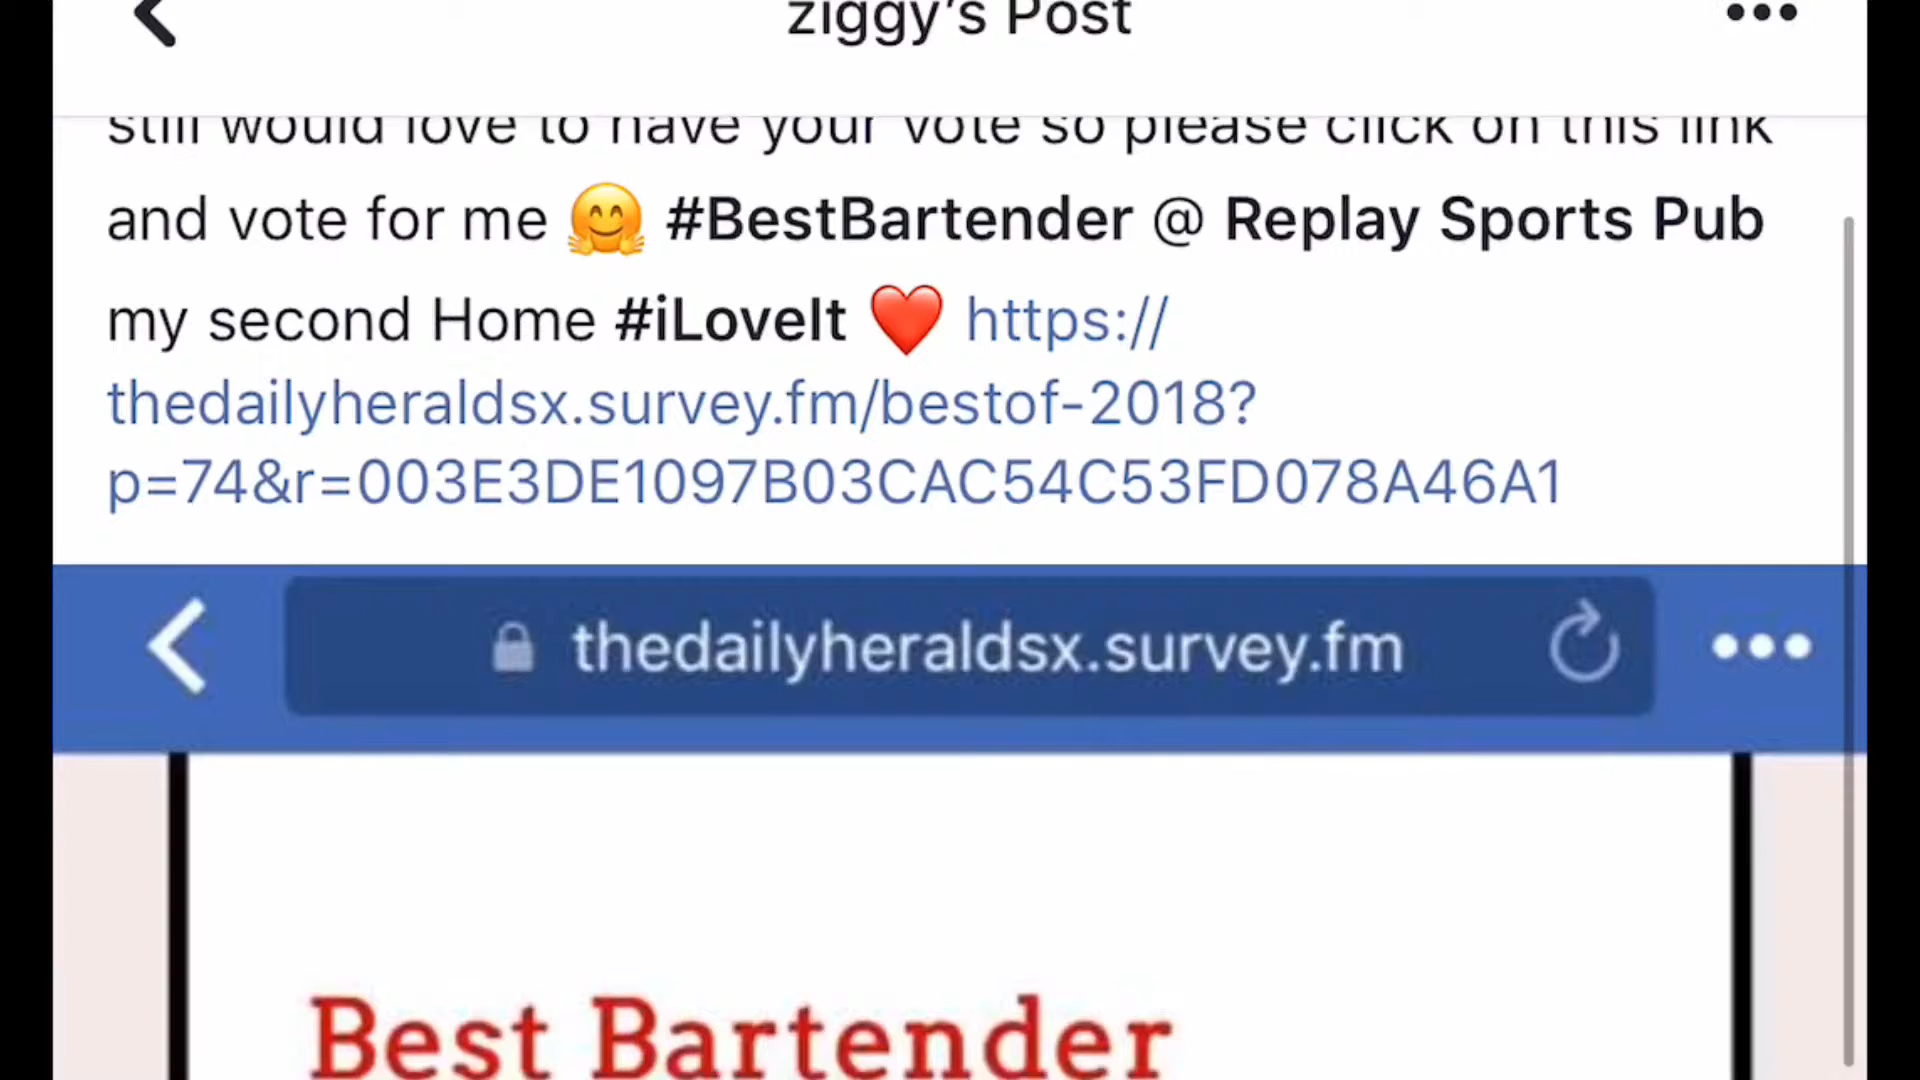 ziggy's Post
still would love to have your vote so please click on this link
and vote for me 🤗 #BestBartender @ Replay Sports Pub
my second Home #iLoveIt ❤️ https://
thedailyheraldsx.survey.fm/bestof-2018?
p=74&r=003E3DE1097B03CAC54C53FD078A46A1
thedailyheraldsx.survey.fm
Best Bartender